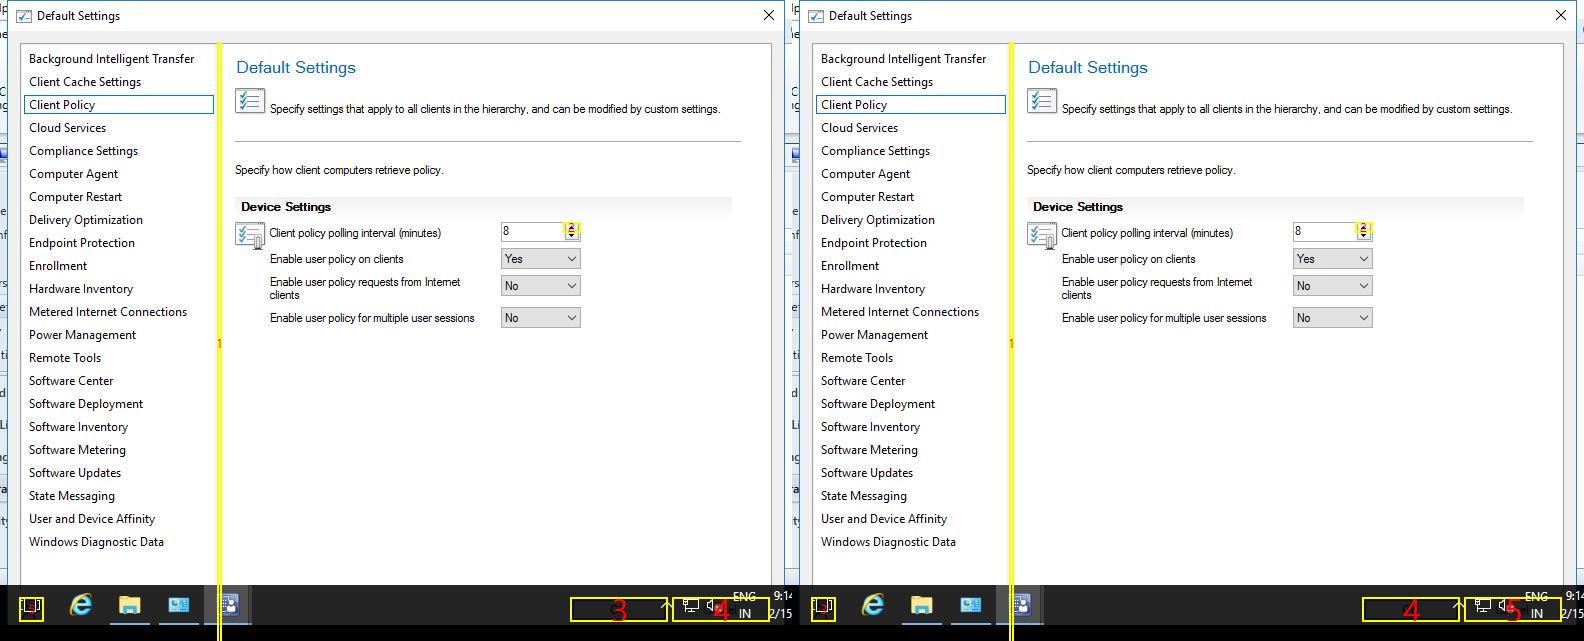 Default Settings
Background Intelligent Transfer
Client Cache Settings
Client Policy
Cloud Services
Compliance Settings
Computer Agent
Computer Restart
Delivery Optimization
Endpoint Protection
Enrollment
Hardware Inventory
Metered Internet Connections
Power Management
Remote Tools
Software Center
Software Deployment
Software Inventory
Software Metering
Software Updates
State Messaging
User and Device Affinity
Windows Diagnostic Data
Default Settings
Specify settings that apply to all clients in the hierarchy, and can be modified by custom settings.
Specify how client computers retrieve policy.
Device Settings
Client policy polling interval (minutes) 8 2
Enable user policy on clients Yes
Enable user policy requests from Internet
clients No
Enable user policy for multiple user sessions No
1
3
4
ENG
IN
9:14
2/15
Default Settings
Background Intelligent Transfer
Client Cache Settings
Client Policy
Cloud Services
Compliance Settings
Computer Agent
Computer Restart
Delivery Optimization
Endpoint Protection
Enrollment
Hardware Inventory
Metered Internet Connections
Power Management
Remote Tools
Software Center
Software Deployment
Software Inventory
Software Metering
Software Updates
State Messaging
User and Device Affinity
Windows Diagnostic Data
Default Settings
Specify settings that apply to all clients in the hierarchy, and can be modified by custom settings.
Specify how client computers retrieve policy.
Device Settings
Client policy polling interval (minutes) 8 2
Enable user policy on clients Yes
Enable user policy requests from Internet
clients No
Enable user policy for multiple user sessions No
1
4
5
ENG
IN
9:14
2/15